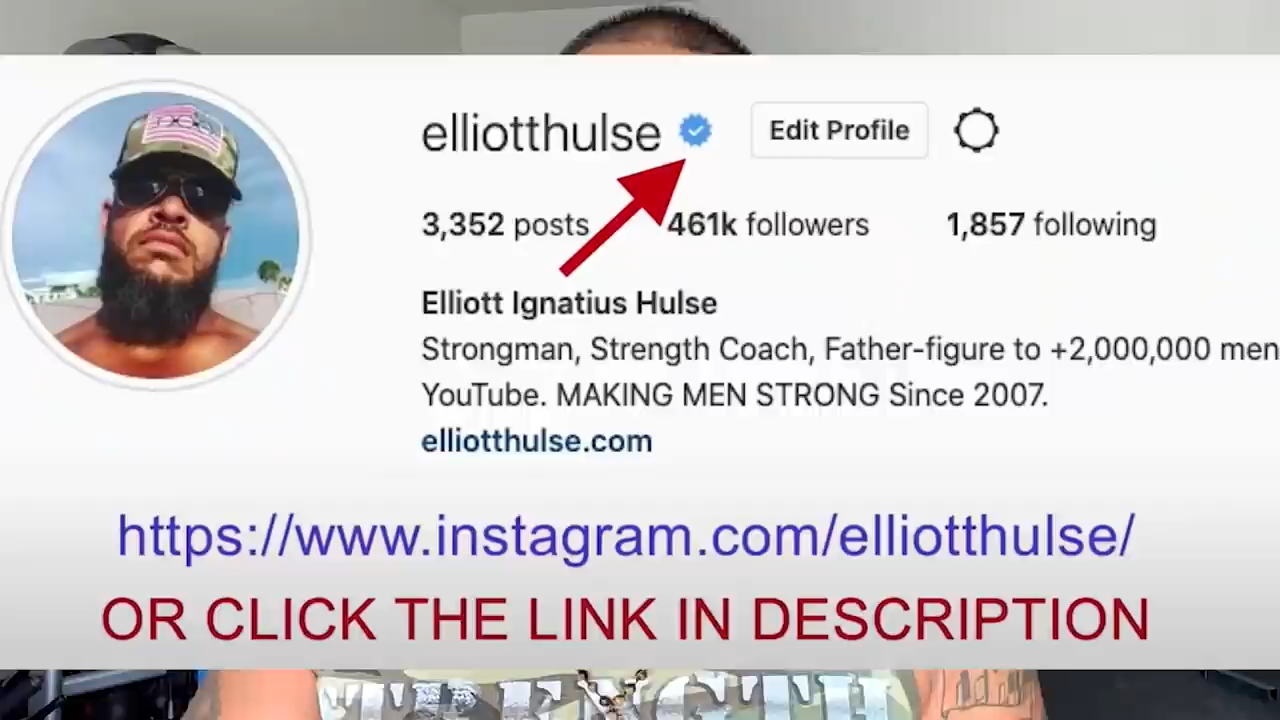 elliotthulse Edit Profile
3,352 posts 461k followers 1,857 following
Elliott Ignatius Hulse
Strongman, Strength Coach, Father-figure to +2,000,000 men
YouTube. MAKING MEN STRONG Since 2007.
elliotthulse.com
https://www.instagram.com/elliotthulse/
OR CLICK THE LINK IN DESCRIPTION